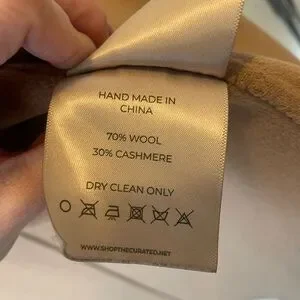 HAND MADE IN
CHINA
70% WOOL
30% CASHMERE
DRY CLEAN ONLY
WWW.SHOPTHECURATED.NET